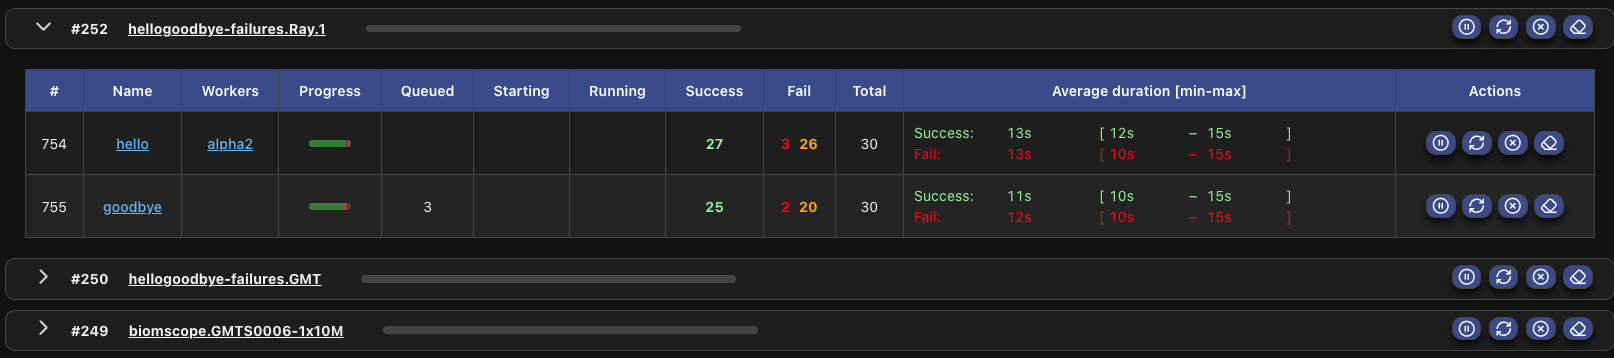 #252 hellogoodbye-failures.Ray.1
# Name Workers Progress Queued Starting Running Success Fail Total Average duration [min-max] Actions
754 hello alpha2 27 3 26 30 Success: 13s [ 12s – 15s ]
Fail: 13s [ 10s – 15s ]
755 goodbye 3 25 2 20 30 Success: 11s [ 10s – 15s ]
Fail: 12s [ 10s – 15s ]
#250 hellogoodbye-failures.GMT
#249 biomscope.GMTS0006-1x10M